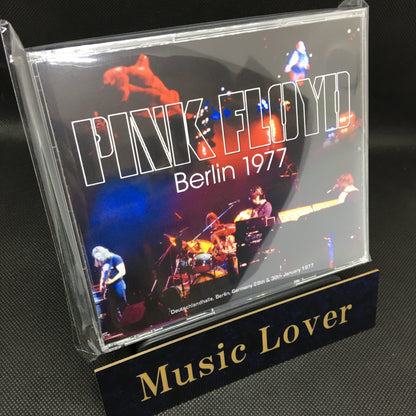 PINK FLOYD
Berlin 1977
Deutschlandhalle, Berlin, Germany 29th & 30th January 1977
Music Lover